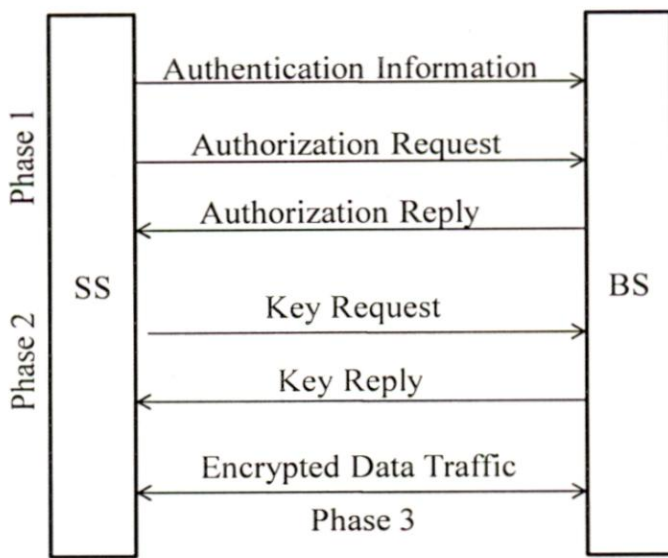 Authentication Information
Phase 1
Authorization Request
Authorization Reply
SS
BS
Phase 2
Key Request
Key Reply
Encrypted Data Traffic
Phase 3